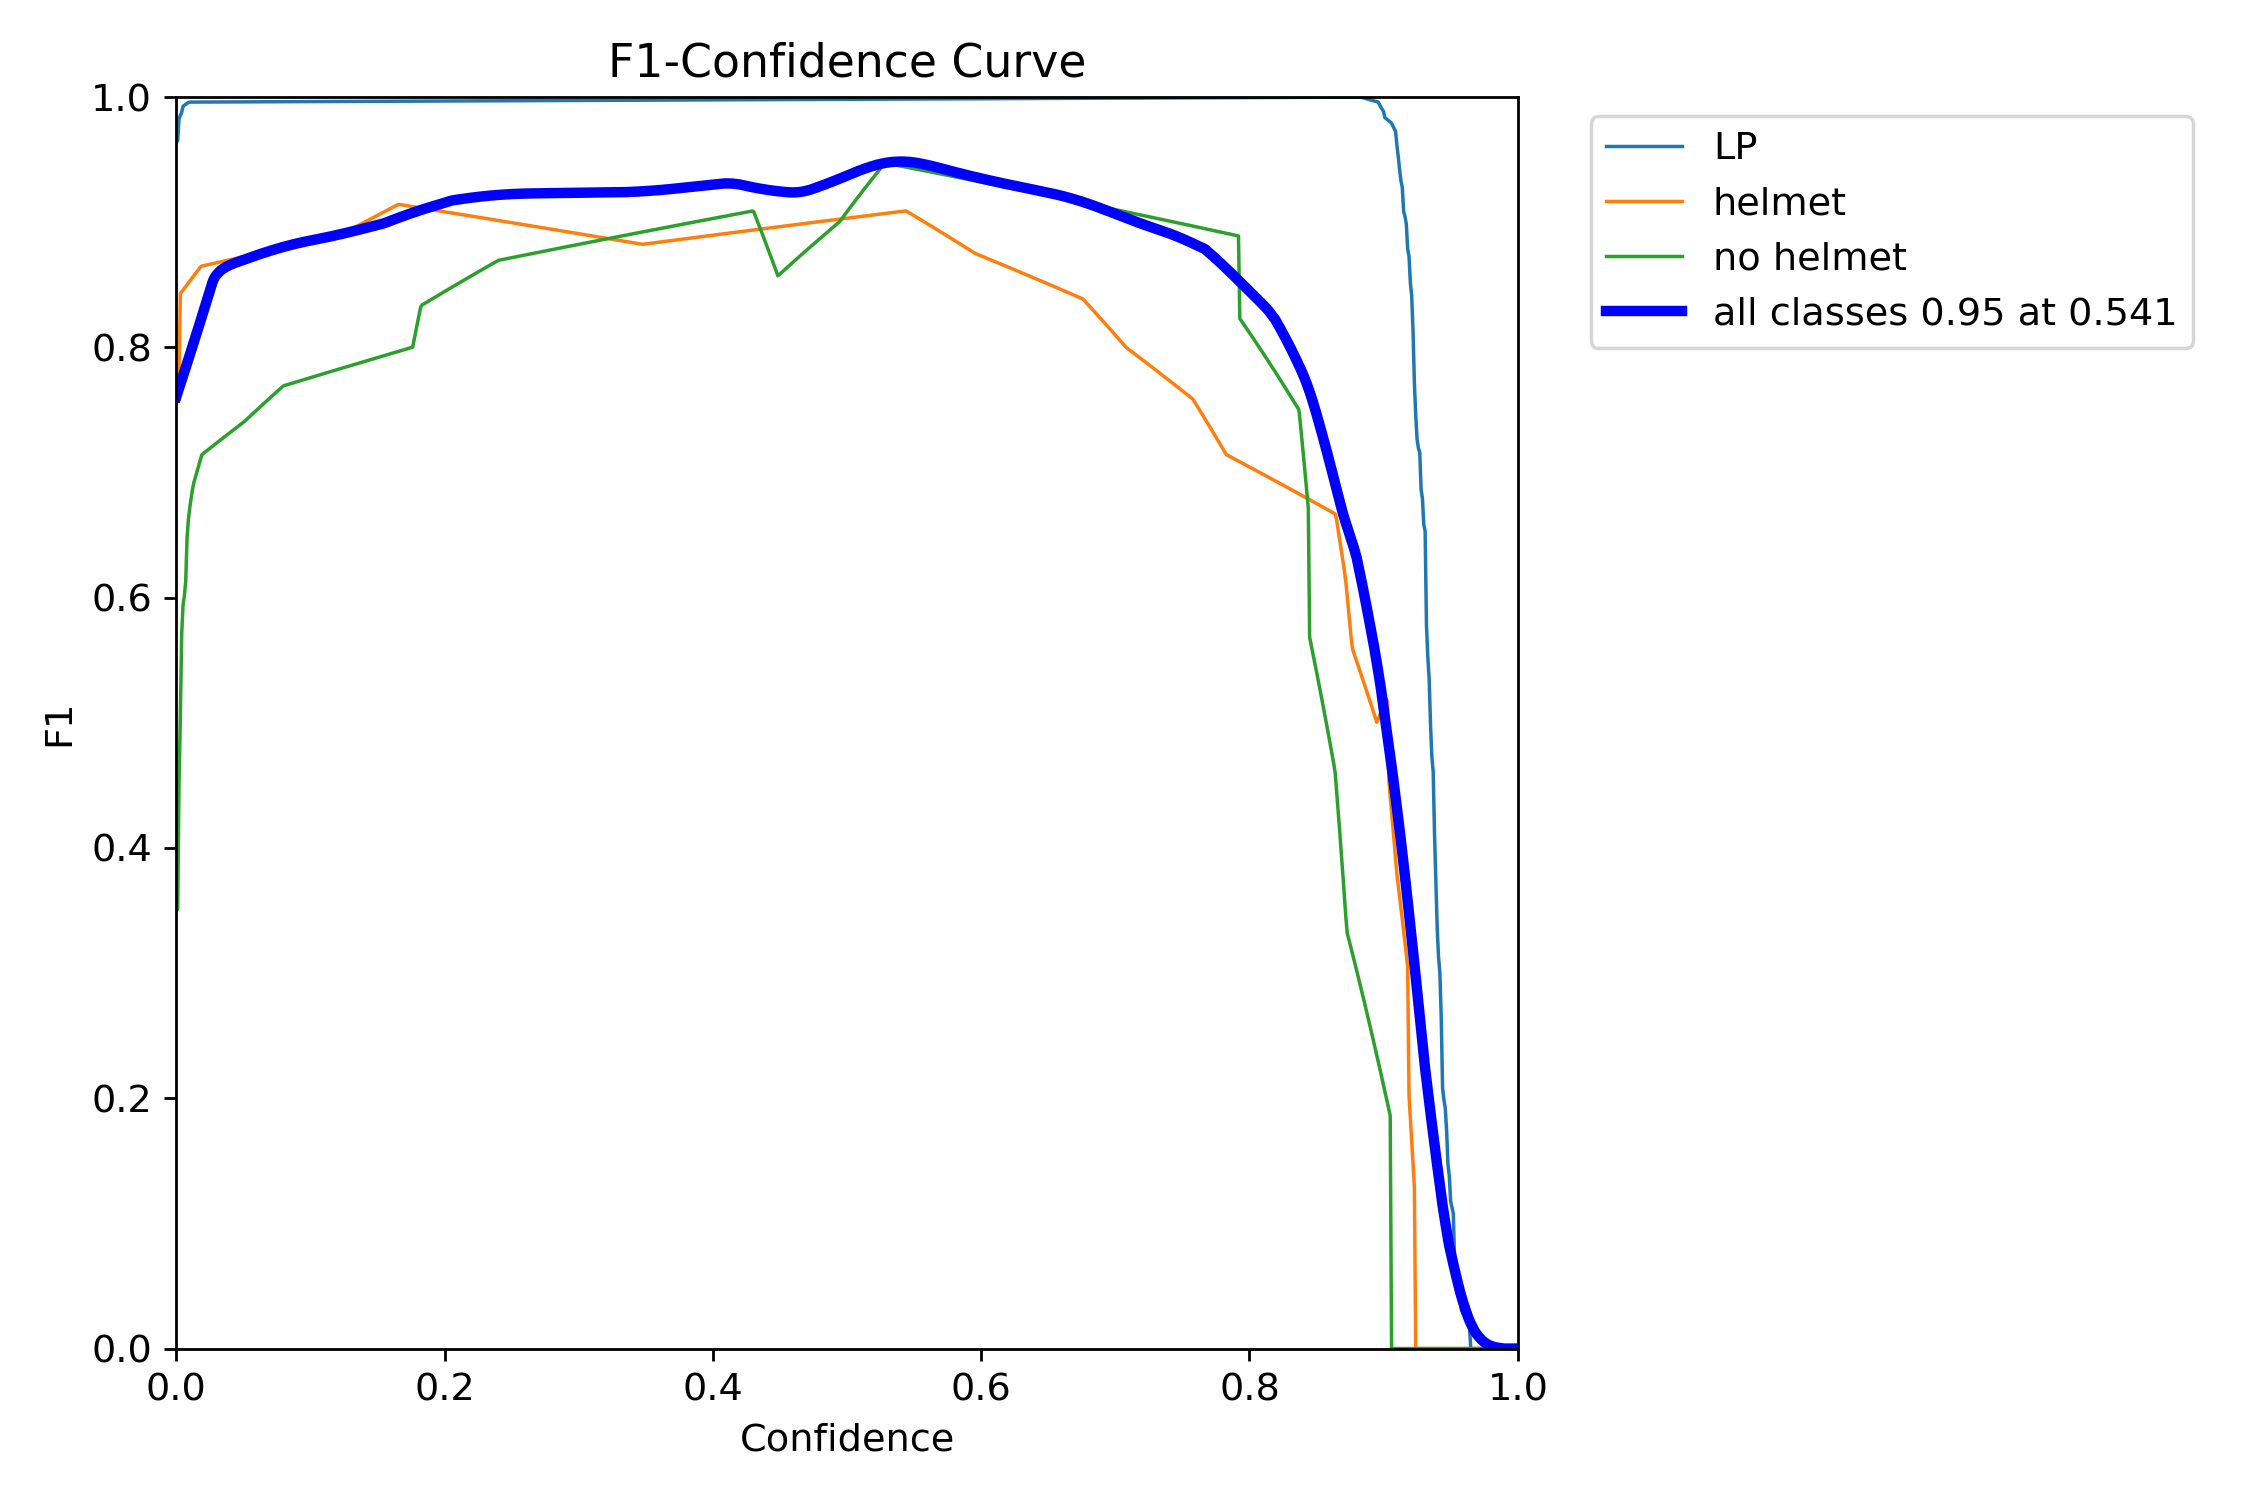 F1-Confidence Curve
1.0
0.8
0.6
0.4
0.2
0.0
F1
0.0 0.2 0.4 0.6 0.8 1.0
Confidence
LP
helmet
no helmet
all classes 0.95 at 0.541